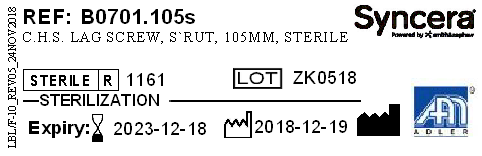 REF: B0701.105s
C.H.S. LAG SCREW, S`RUT, 105MM, STERILE
Syncera
Powered by smith&nephew
STERILE R 1161
LOT ZK0518
STERILIZATION
Expiry: 2023-12-18 2018-12-19
ADLER
LBL/F-10_REV05_24NOV2018